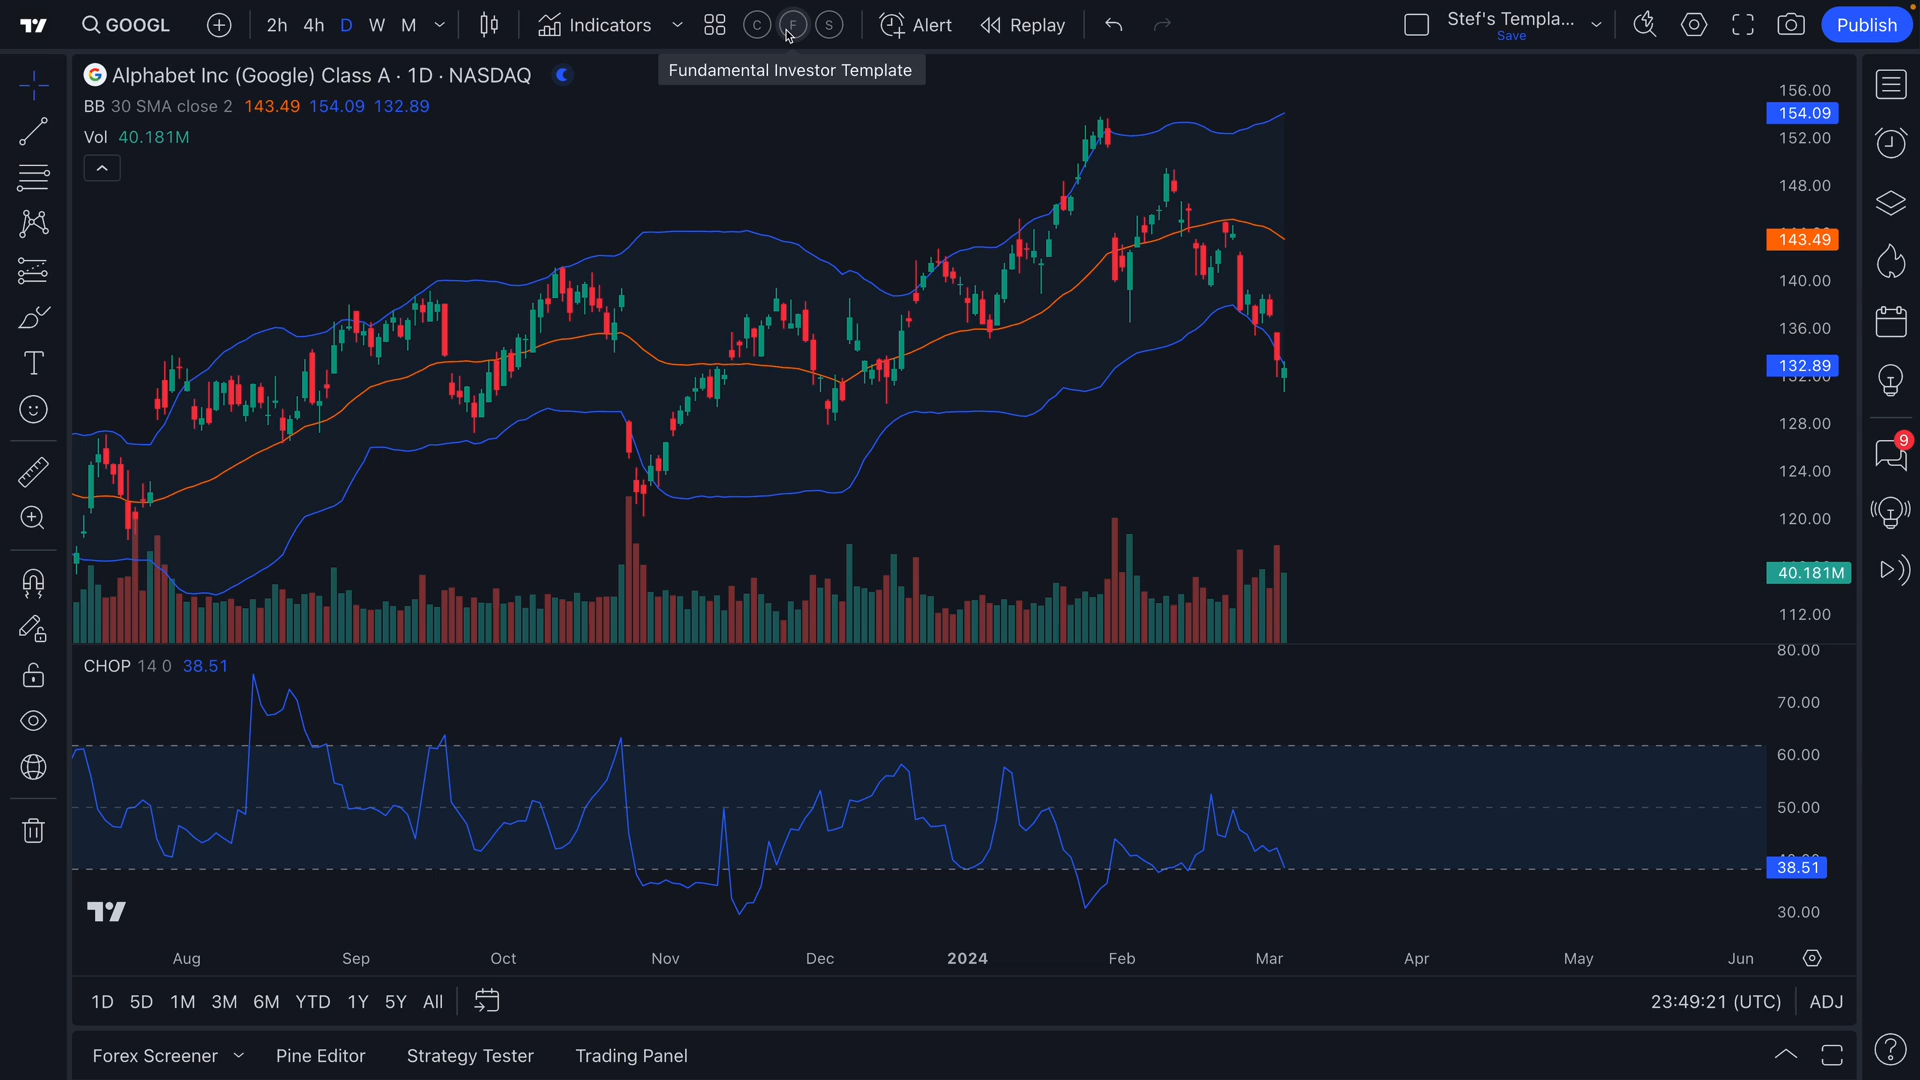 GOOGL 2h 4h D W M Indicators C F S Alert Replay Stef's Templa... Publish
Save
Fundamental Investor Template
Alphabet Inc (Google) Class A · 1D · NASDAQ
BB 30 SMA close 2 143.49 154.09 132.89
Vol 40.181M
156.00
154.09
152.00
148.00
143.49
140.00
136.00
132.89
128.00
124.00
120.00
40.181M
112.00
9
CHOP 14 0 38.51
80.00
70.00
60.00
50.00
38.51
30.00
Aug Sep Oct Nov Dec 2024 Feb Mar Apr May Jun
1D 5D 1M 3M 6M YTD 1Y 5Y All 23:49:21 (UTC) ADJ
Forex Screener Pine Editor Strategy Tester Trading Panel